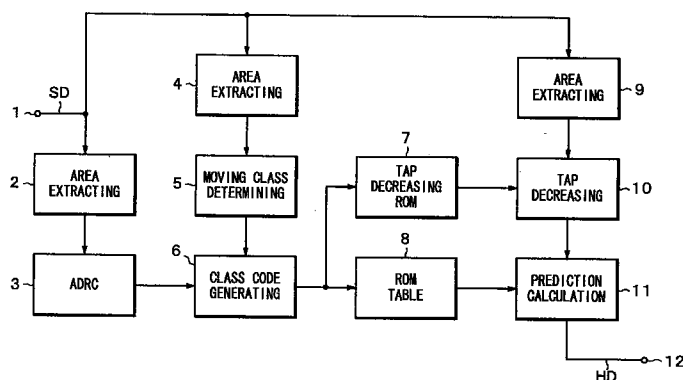 SD
1
4
AREA
EXTRACTING
AREA
EXTRACTING
9
2
AREA
EXTRACTING
5
MOVING CLASS
DETERMINING
7
TAP
DECREASING
ROM
TAP
DECREASING
10
3
ADRC
6
CLASS CODE
GENERATING
8
ROM
TABLE
PREDICTION
CALCULATION
11
HD
12